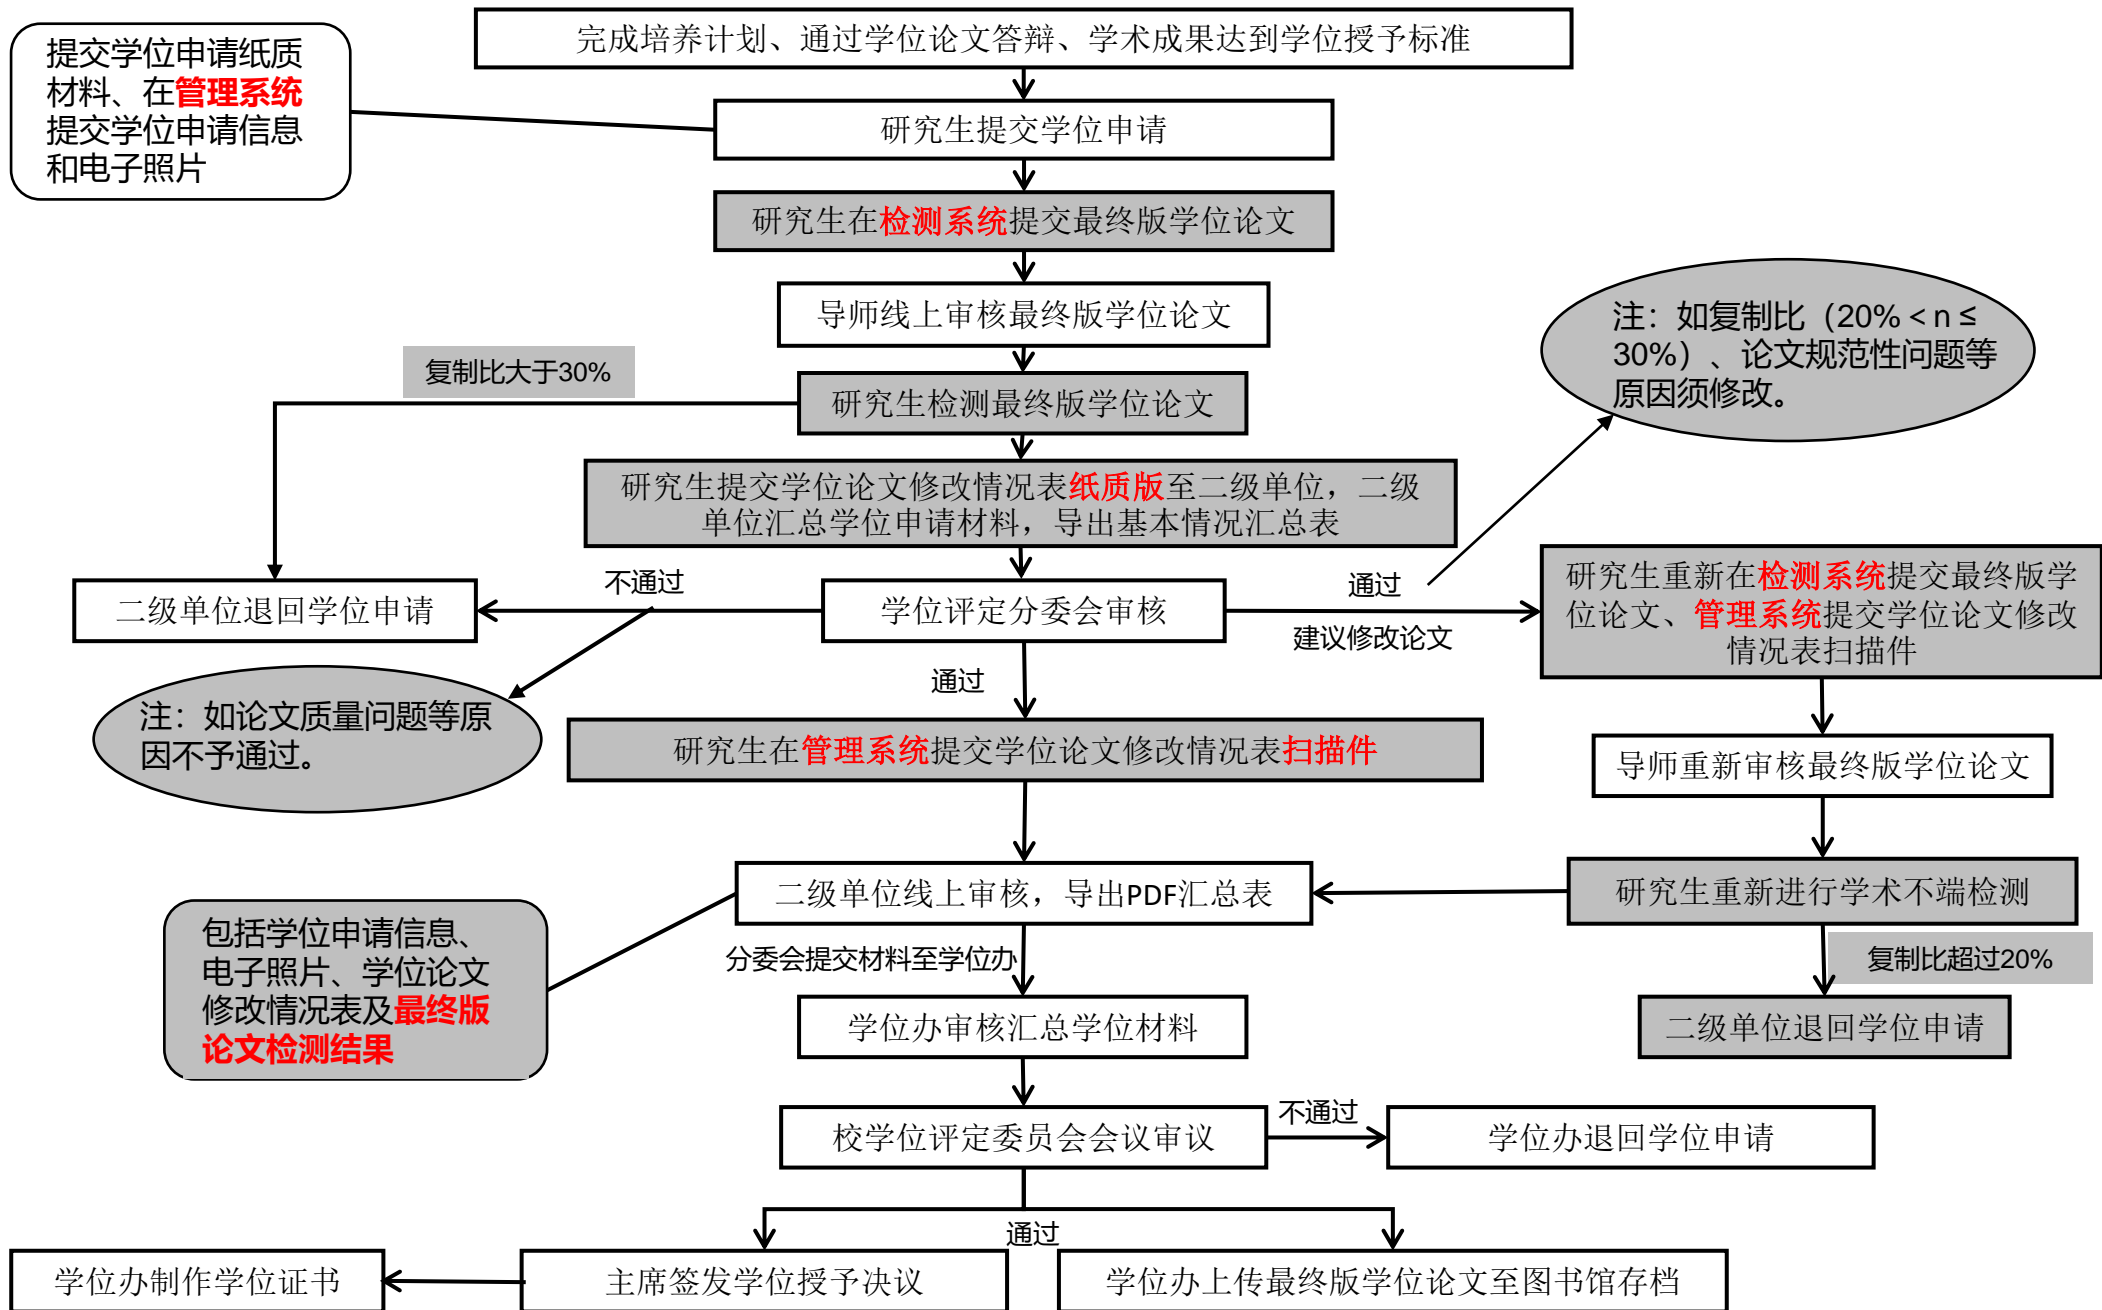 完成培养计划、通过学位论文答辩、学术成果达到学位授予标准
提交学位申请纸质
材料、在管理系统
提交学位申请信息
和电子照片
研究生提交学位申请
研究生在检测系统提交最终版学位论文
导师线上审核最终版学位论文
注：如复制比（20% < n ≤
30%）、论文规范性问题等
原因须修改。
复制比大于30%
研究生检测最终版学位论文
研究生提交学位论文修改情况表纸质版至二级单位，二级
单位汇总学位申请材料，导出基本情况汇总表
二级单位退回学位申请
不通过
学位评定分委会审核
通过
建议修改论文
研究生重新在检测系统提交最终版学
位论文、管理系统提交学位论文修改
情况表扫描件
注：如论文质量问题等原
因不予通过。
通过
研究生在管理系统提交学位论文修改情况表扫描件
导师重新审核最终版学位论文
二级单位线上审核，导出PDF汇总表
研究生重新进行学术不端检测
包括学位申请信息、
电子照片、学位论文
修改情况表及最终版
论文检测结果
分委会提交材料至学位办
复制比超过20%
学位办审核汇总学位材料
二级单位退回学位申请
校学位评定委员会会议审议
不通过
学位办退回学位申请
通过
学位办制作学位证书
主席签发学位授予决议
学位办上传最终版学位论文至图书馆存档